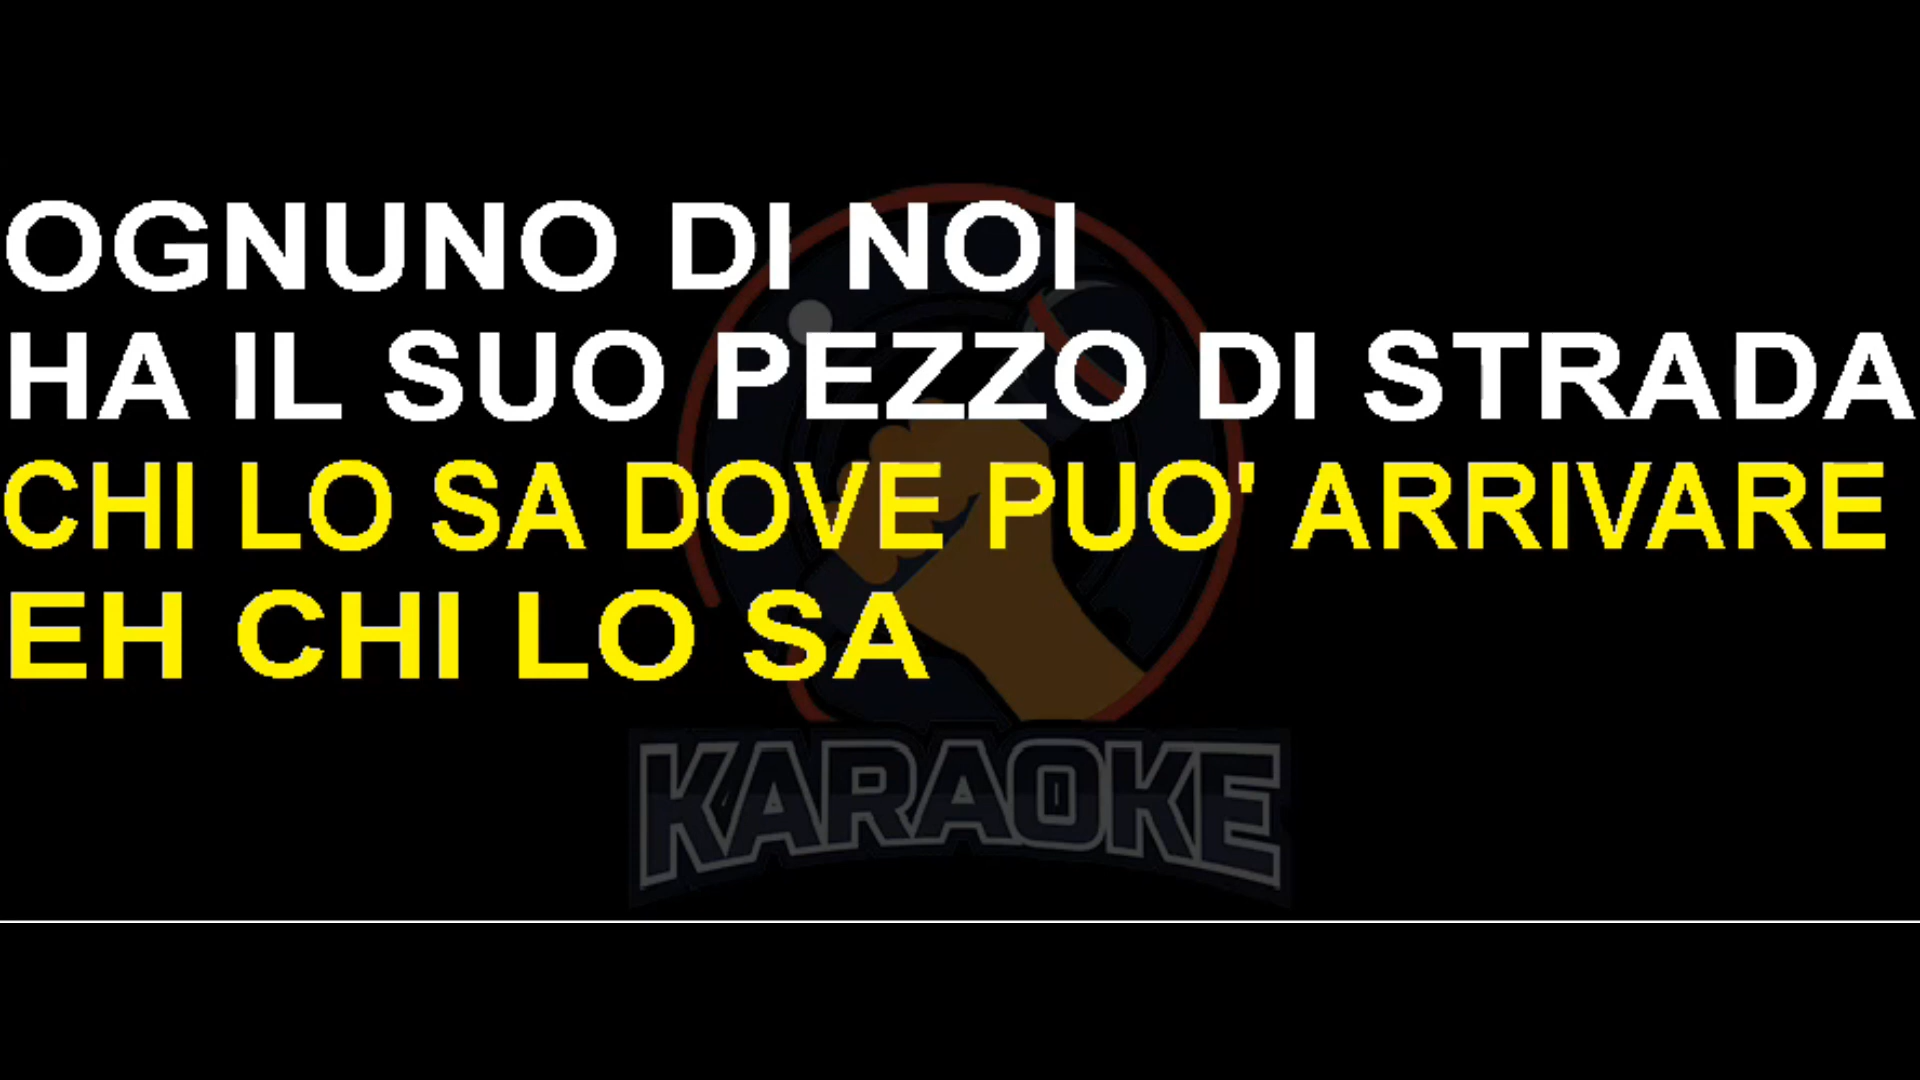 OGNUNO DI NOI
HA IL SUO PEZZO DI STRADA
CHI LO SA DOVE PUO' ARRIVARE
EH CHI LO SA
KARAOKE